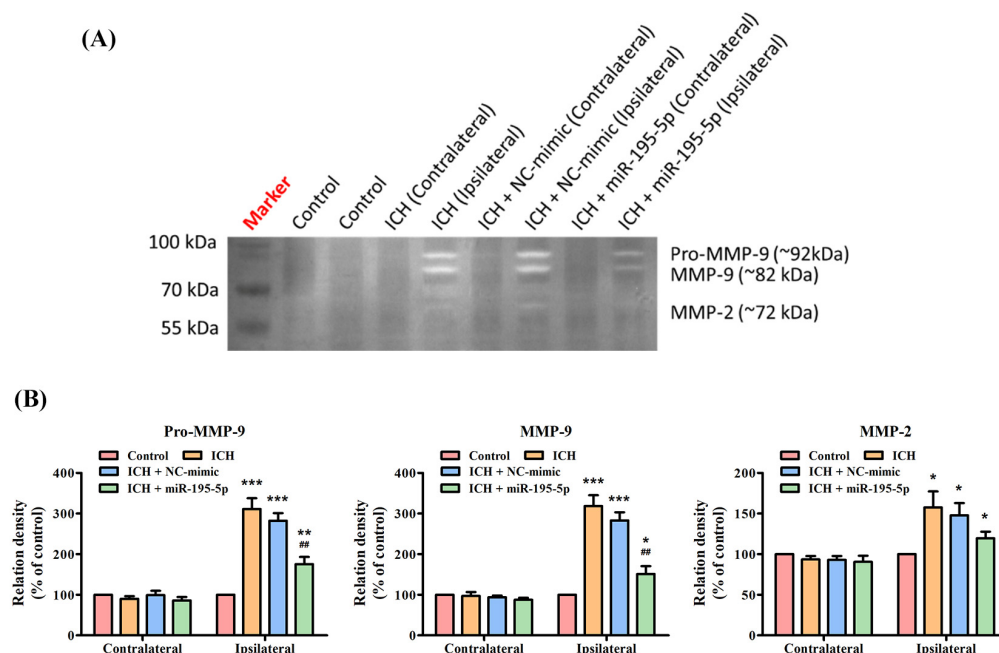 (A)
Marker
Control
Control
ICH (Contralateral)
ICH (Ipsilateral)
ICH + NC-mimic (Contralateral)
ICH + NC-mimic (Ipsilateral)
ICH + miR-195-5p (Contralateral)
ICH + miR-195-5p (Ipsilateral)
100 kDa
70 kDa
55 kDa
Pro-MMP-9 (~92kDa)
MMP-9 (~82 kDa)
MMP-2 (~72 kDa)
(B)
Pro-MMP-9
Control ICH
ICH + NC-mimic
ICH + miR-195-5p
Relation density
(% of control)
400
300
200
100
0
***
***
**
##
Contralateral Ipsilateral
MMP-9
Control ICH
ICH + NC-mimic
ICH + miR-195-5p
Relation density
(% of control)
400
300
200
100
0
***
***
*
##
Contralateral Ipsilateral
MMP-2
Control ICH
ICH + NC-mimic
ICH + miR-195-5p
Relation density
(% of control)
200
150
100
50
0
*
*
*
Contralateral Ipsilateral